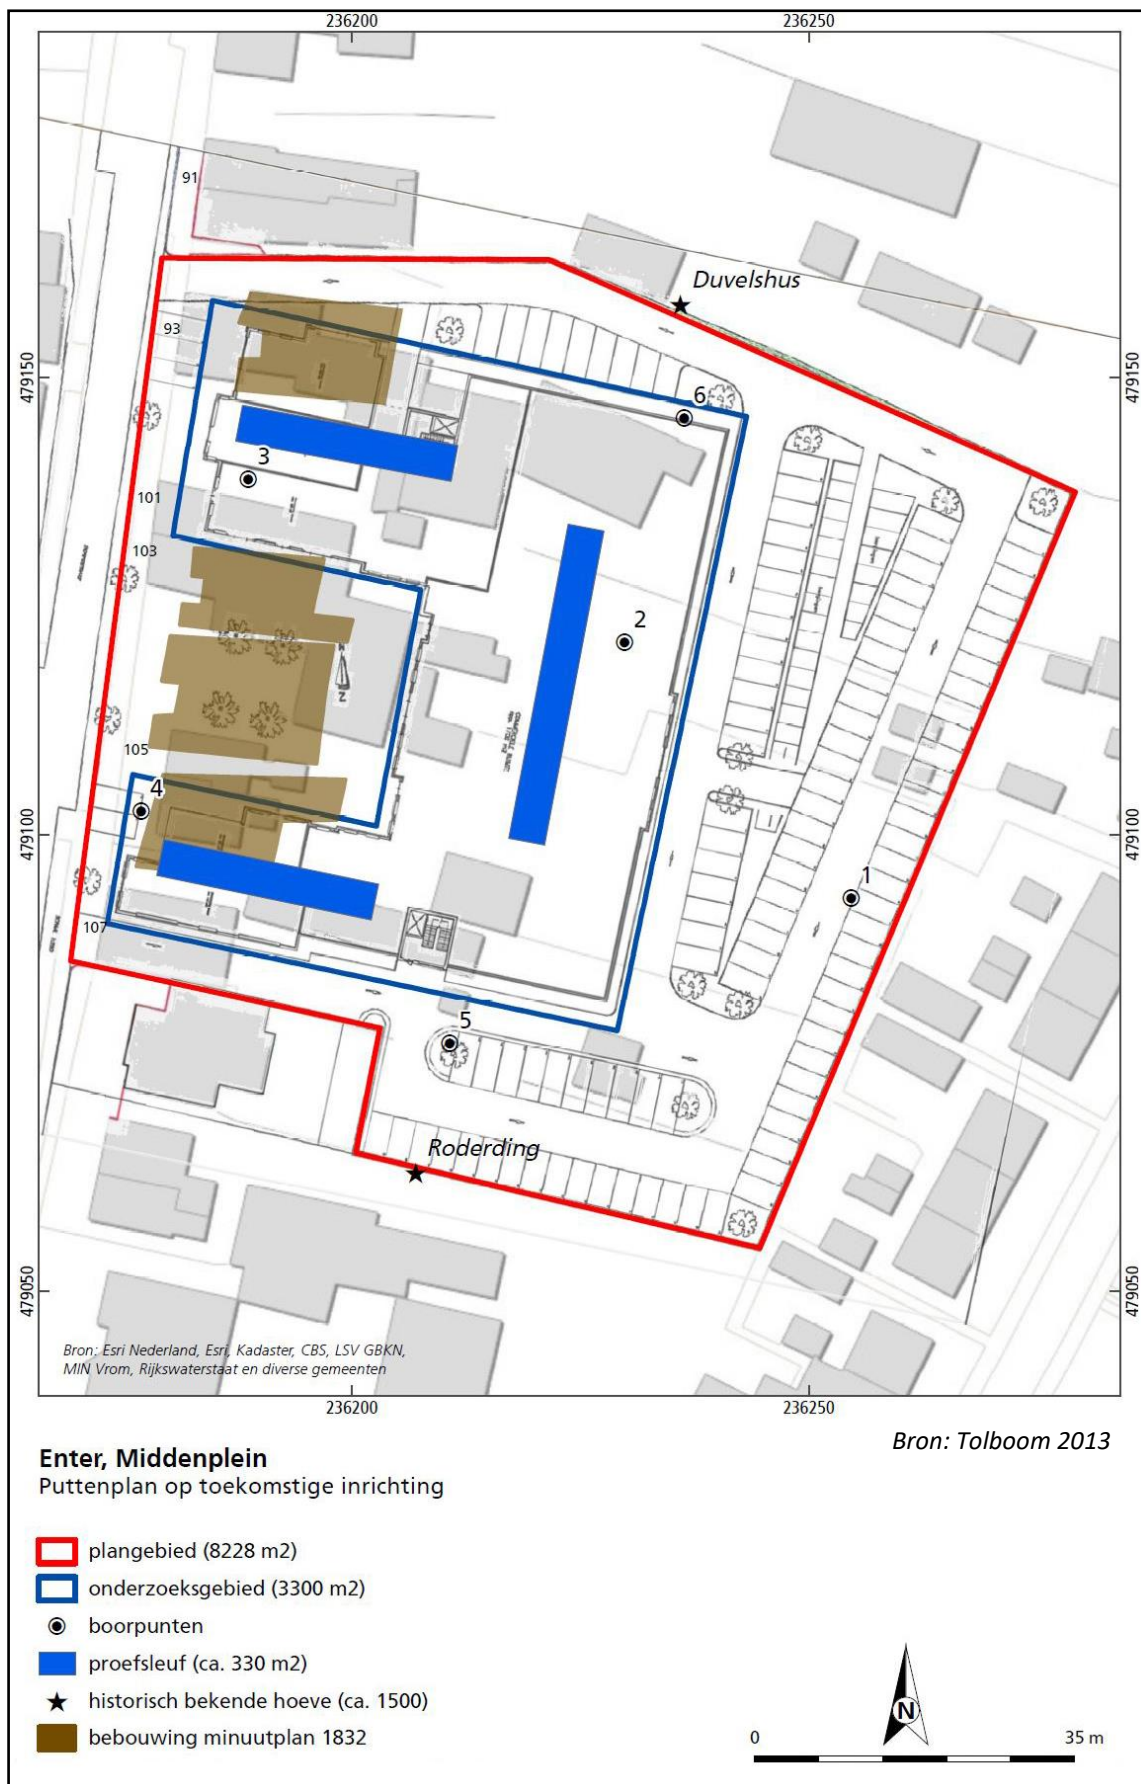 236200
236250
91
Duvelshus
93
479150
479150
6
3
101
103
2
105
4
N
Z
479100
479100
1
107
5
Roderding
479050
479050
Bron: Esri Nederland, Esri, Kadaster, CBS, LSV GBKN,
MIN Vrom, Rijkswaterstaat en diverse gemeenten
236200
236250
Bron: Tolboom 2013
Enter, Middenplein
Puttenplan op toekomstige inrichting
plangebied (8228 m2)
onderzoeksgebied (3300 m2)
boorpunten
proefsleuf (ca. 330 m2)
historisch bekende hoeve (ca. 1500)
bebouwing minuutplan 1832
N
0
35 m